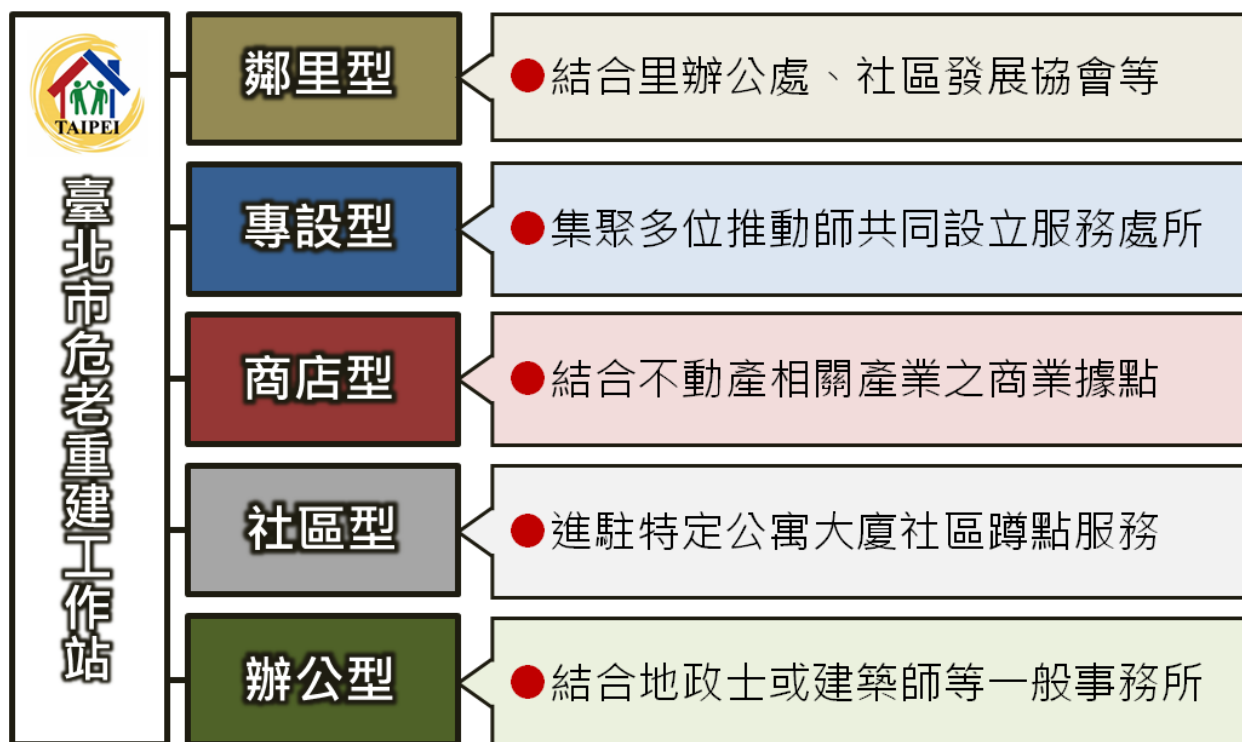 TAIPEI
臺北市危老重建工作站
鄰里型
●結合里辦公處、社區發展協會等
專設型
●集聚多位推動師共同設立服務處所
商店型
●結合不動產相關產業之商業據點
社區型
●進駐特定公寓大廈社區蹲點服務
辦公型
●結合地政士或建築師等一般事務所